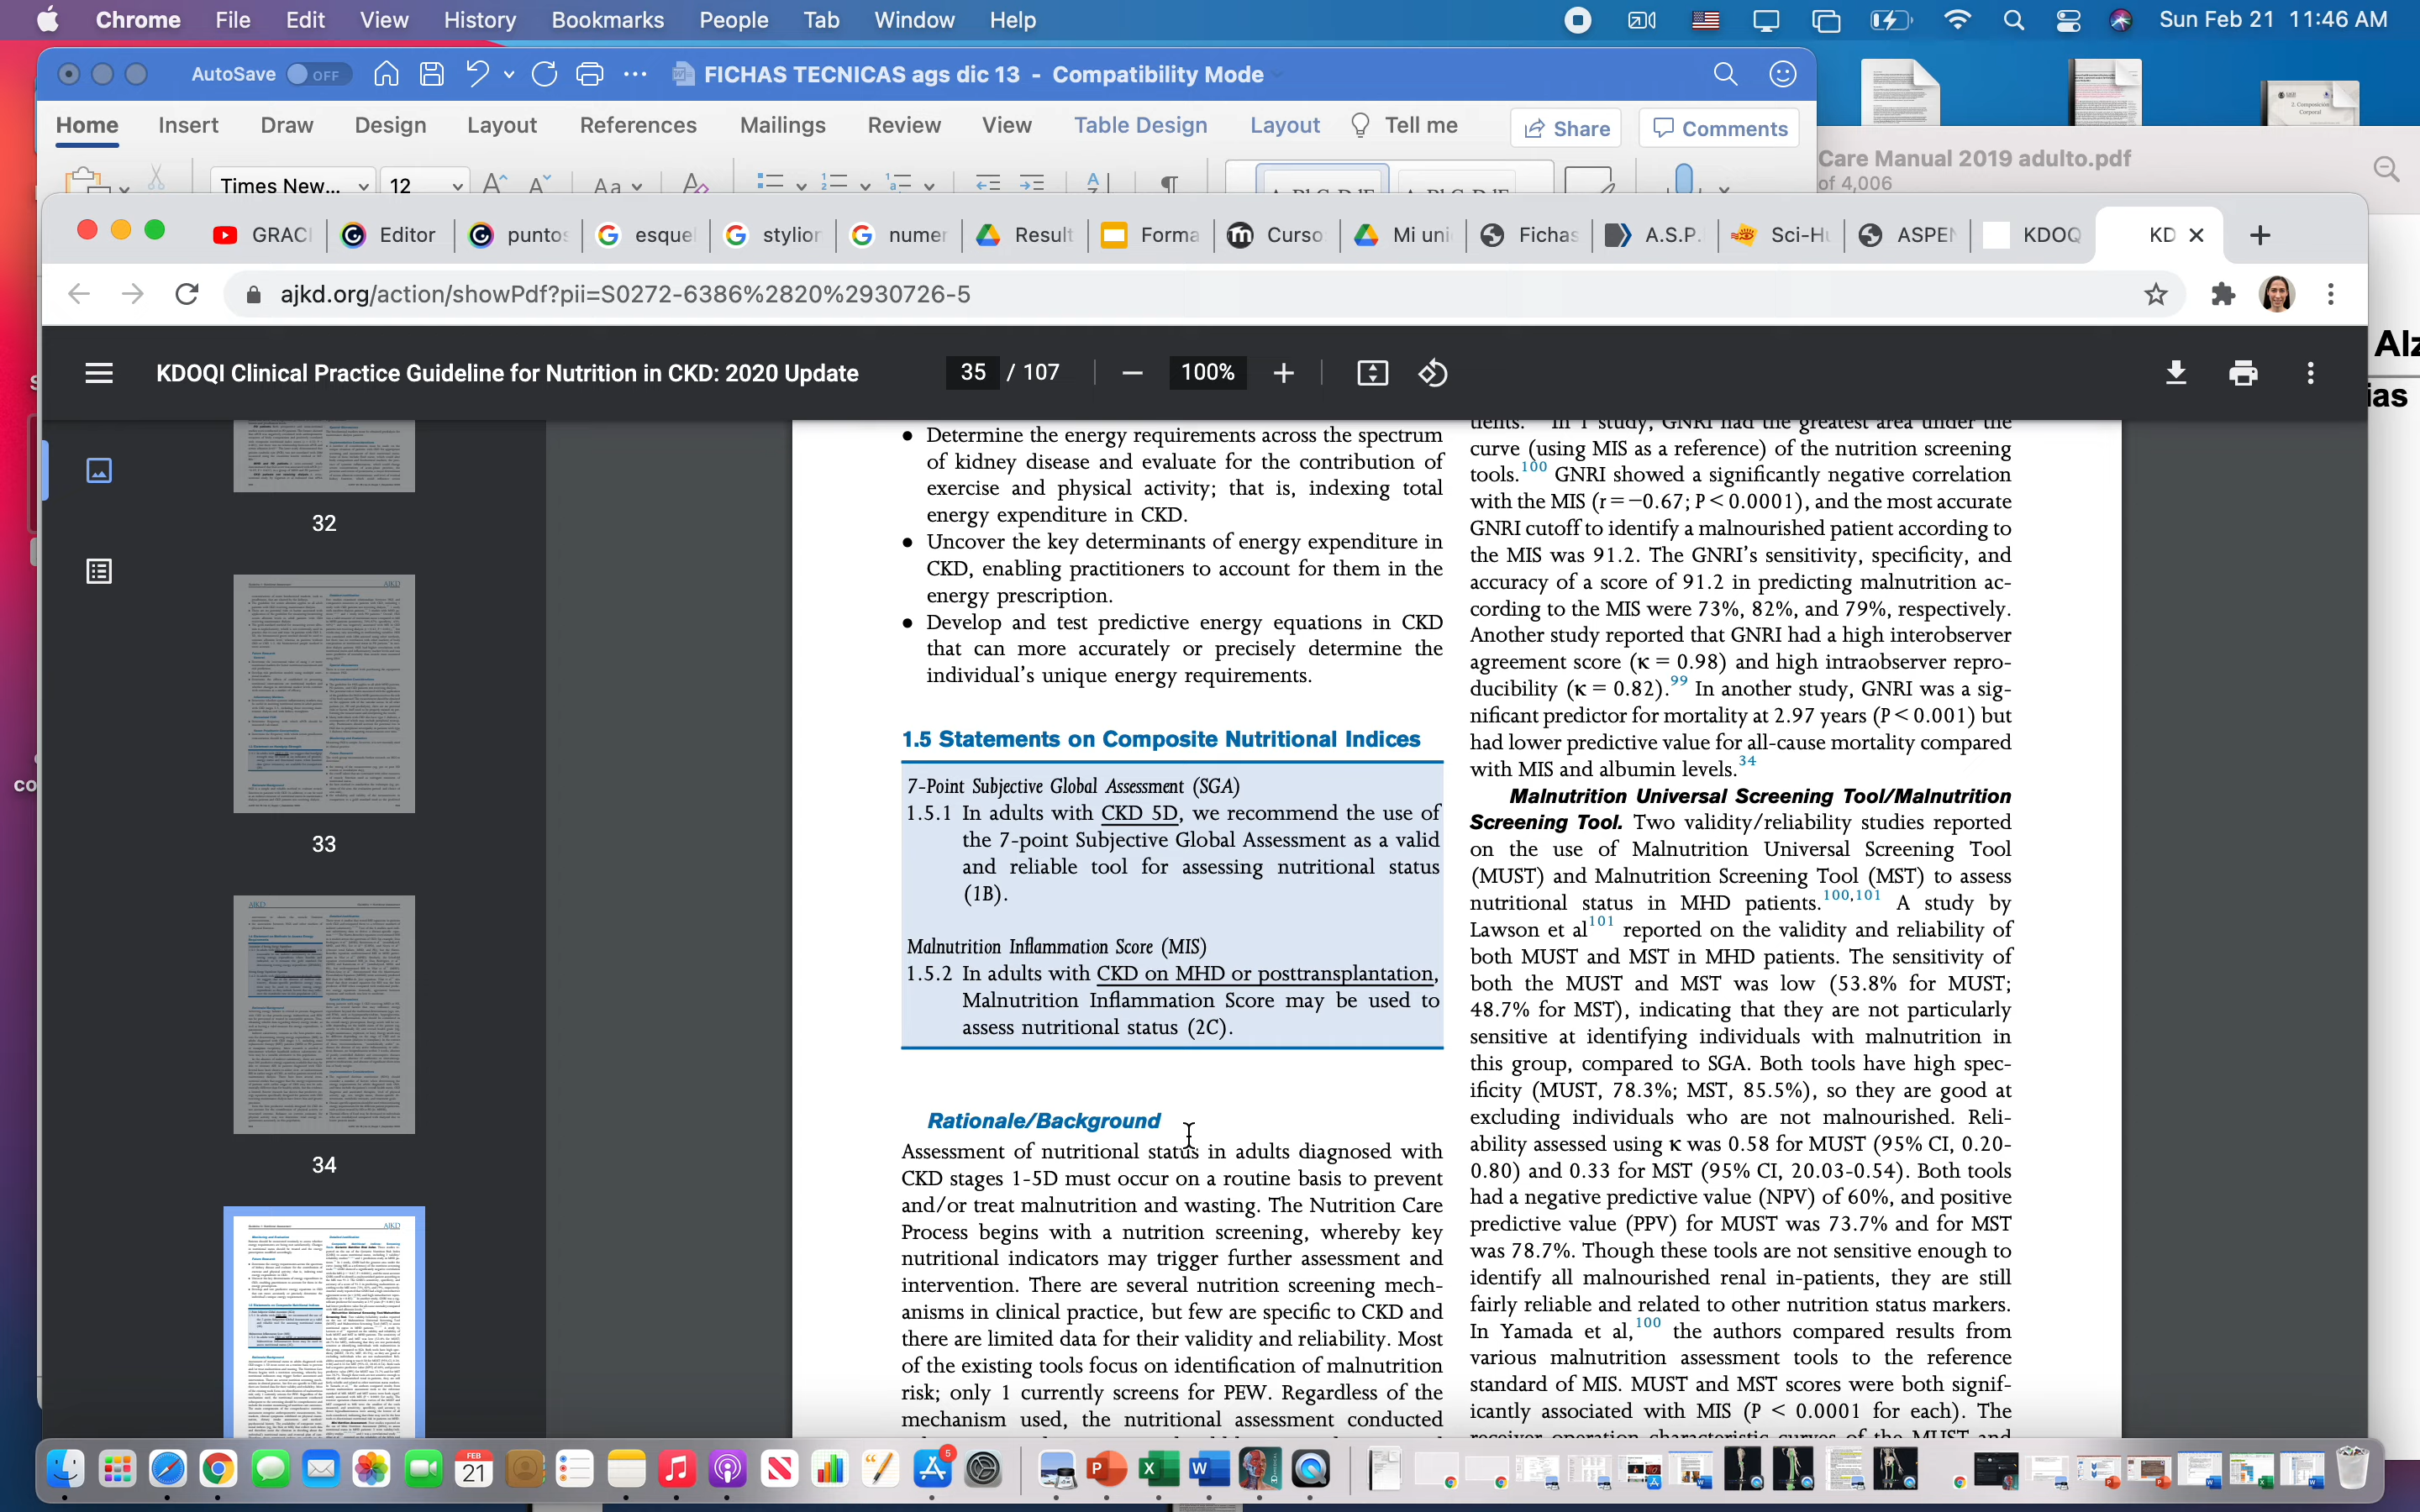 Chrome File Edit View History Bookmarks People Tab Window Help
Sun Feb 21 11:46 AM
AutoSave OFF
FICHAS TECNICAS ags dic 13 - Compatibility Mode
Home Insert Draw Design Layout References Mailings Review View Table Design Layout Tell me
Share
Comments
Times New... 12
Care Manual 2019 adulto.pdf
of 4,006
GRACI Editor puntos esque stylior numer Result Forma Curso Mi uni Fichas A.S.P. Sci-Hu ASPEN KDOQ KD
ajkd.org/action/showPdf?pii=S0272-6386%2820%2930726-5
KDOQI Clinical Practice Guideline for Nutrition in CKD: 2020 Update
35 / 107
100%
32
33
34
• Determine the energy requirements across the spectrum
of kidney disease and evaluate for the contribution of
exercise and physical activity; that is, indexing total
energy expenditure in CKD.
• Uncover the key determinants of energy expenditure in
CKD, enabling practitioners to account for them in the
energy prescription.
• Develop and test predictive energy equations in CKD
that can more accurately or precisely determine the
individual's unique energy requirements.
1.5 Statements on Composite Nutritional Indices
7-Point Subjective Global Assessment (SGA)
1.5.1 In adults with CKD 5D, we recommend the use of
the 7-point Subjective Global Assessment as a valid
and reliable tool for assessing nutritional status
(1B).
Malnutrition Inflammation Score (MIS)
1.5.2 In adults with CKD on MHD or posttransplantation,
Malnutrition Inflammation Score may be used to
assess nutritional status (2C).
Rationale/Background
Assessment of nutritional status in adults diagnosed with
CKD stages 1-5D must occur on a routine basis to prevent
and/or treat malnutrition and wasting. The Nutrition Care
Process begins with a nutrition screening, whereby key
nutritional indicators may trigger further assessment and
intervention. There are several nutrition screening mech-
anisms in clinical practice, but few are specific to CKD and
there are limited data for their validity and reliability. Most
of the existing tools focus on identification of malnutrition
risk; only 1 currently screens for PEW. Regardless of the
mechanism used, the nutritional assessment conducted
tients. In 1 study, GNRI had the greatest area under the
curve (using MIS as a reference) of the nutrition screening
tools.100 GNRI showed a significantly negative correlation
with the MIS (r = −0.67; P < 0.0001), and the most accurate
GNRI cutoff to identify a malnourished patient according to
the MIS was 91.2. The GNRI's sensitivity, specificity, and
accuracy of a score of 91.2 in predicting malnutrition ac-
cording to the MIS were 73%, 82%, and 79%, respectively.
Another study reported that GNRI had a high interobserver
agreement score (κ = 0.98) and high intraobserver repro-
ducibility (κ = 0.82).99 In another study, GNRI was a sig-
nificant predictor for mortality at 2.97 years (P < 0.001) but
had lower predictive value for all-cause mortality compared
with MIS and albumin levels.34
Malnutrition Universal Screening Tool/Malnutrition
Screening Tool. Two validity/reliability studies reported
on the use of Malnutrition Universal Screening Tool
(MUST) and Malnutrition Screening Tool (MST) to assess
nutritional status in MHD patients.100,101 A study by
Lawson et al101 reported on the validity and reliability of
both MUST and MST in MHD patients. The sensitivity of
both the MUST and MST was low (53.8% for MUST;
48.7% for MST), indicating that they are not particularly
sensitive at identifying individuals with malnutrition in
this group, compared to SGA. Both tools have high spec-
ificity (MUST, 78.3%; MST, 85.5%), so they are good at
excluding individuals who are not malnourished. Reli-
ability assessed using κ was 0.58 for MUST (95% CI, 0.20-
0.80) and 0.33 for MST (95% CI, 20.03-0.54). Both tools
had a negative predictive value (NPV) of 60%, and positive
predictive value (PPV) for MUST was 73.7% and for MST
was 78.7%. Though these tools are not sensitive enough to
identify all malnourished renal in-patients, they are still
fairly reliable and related to other nutrition status markers.
In Yamada et al,100 the authors compared results from
various malnutrition assessment tools to the reference
standard of MIS. MUST and MST scores were both signif-
icantly associated with MIS (P < 0.0001 for each). The
receiver operation characteristic curves of the MUST and
Alz
ias
co
FEB
21
5